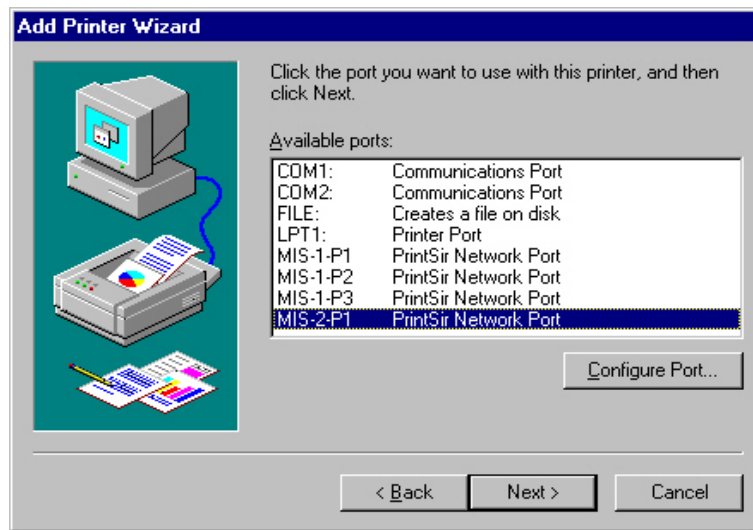 Add Printer Wizard
Click the port you want to use with this printer, and then
click Next.
Available ports:
COM1: Communications Port
COM2: Communications Port
FILE: Creates a file on disk
LPT1: Printer Port
MIS-1-P1 PrintSir Network Port
MIS-1-P2 PrintSir Network Port
MIS-1-P3 PrintSir Network Port
MIS-2-P1 PrintSir Network Port
Configure Port...
< Back Next > Cancel